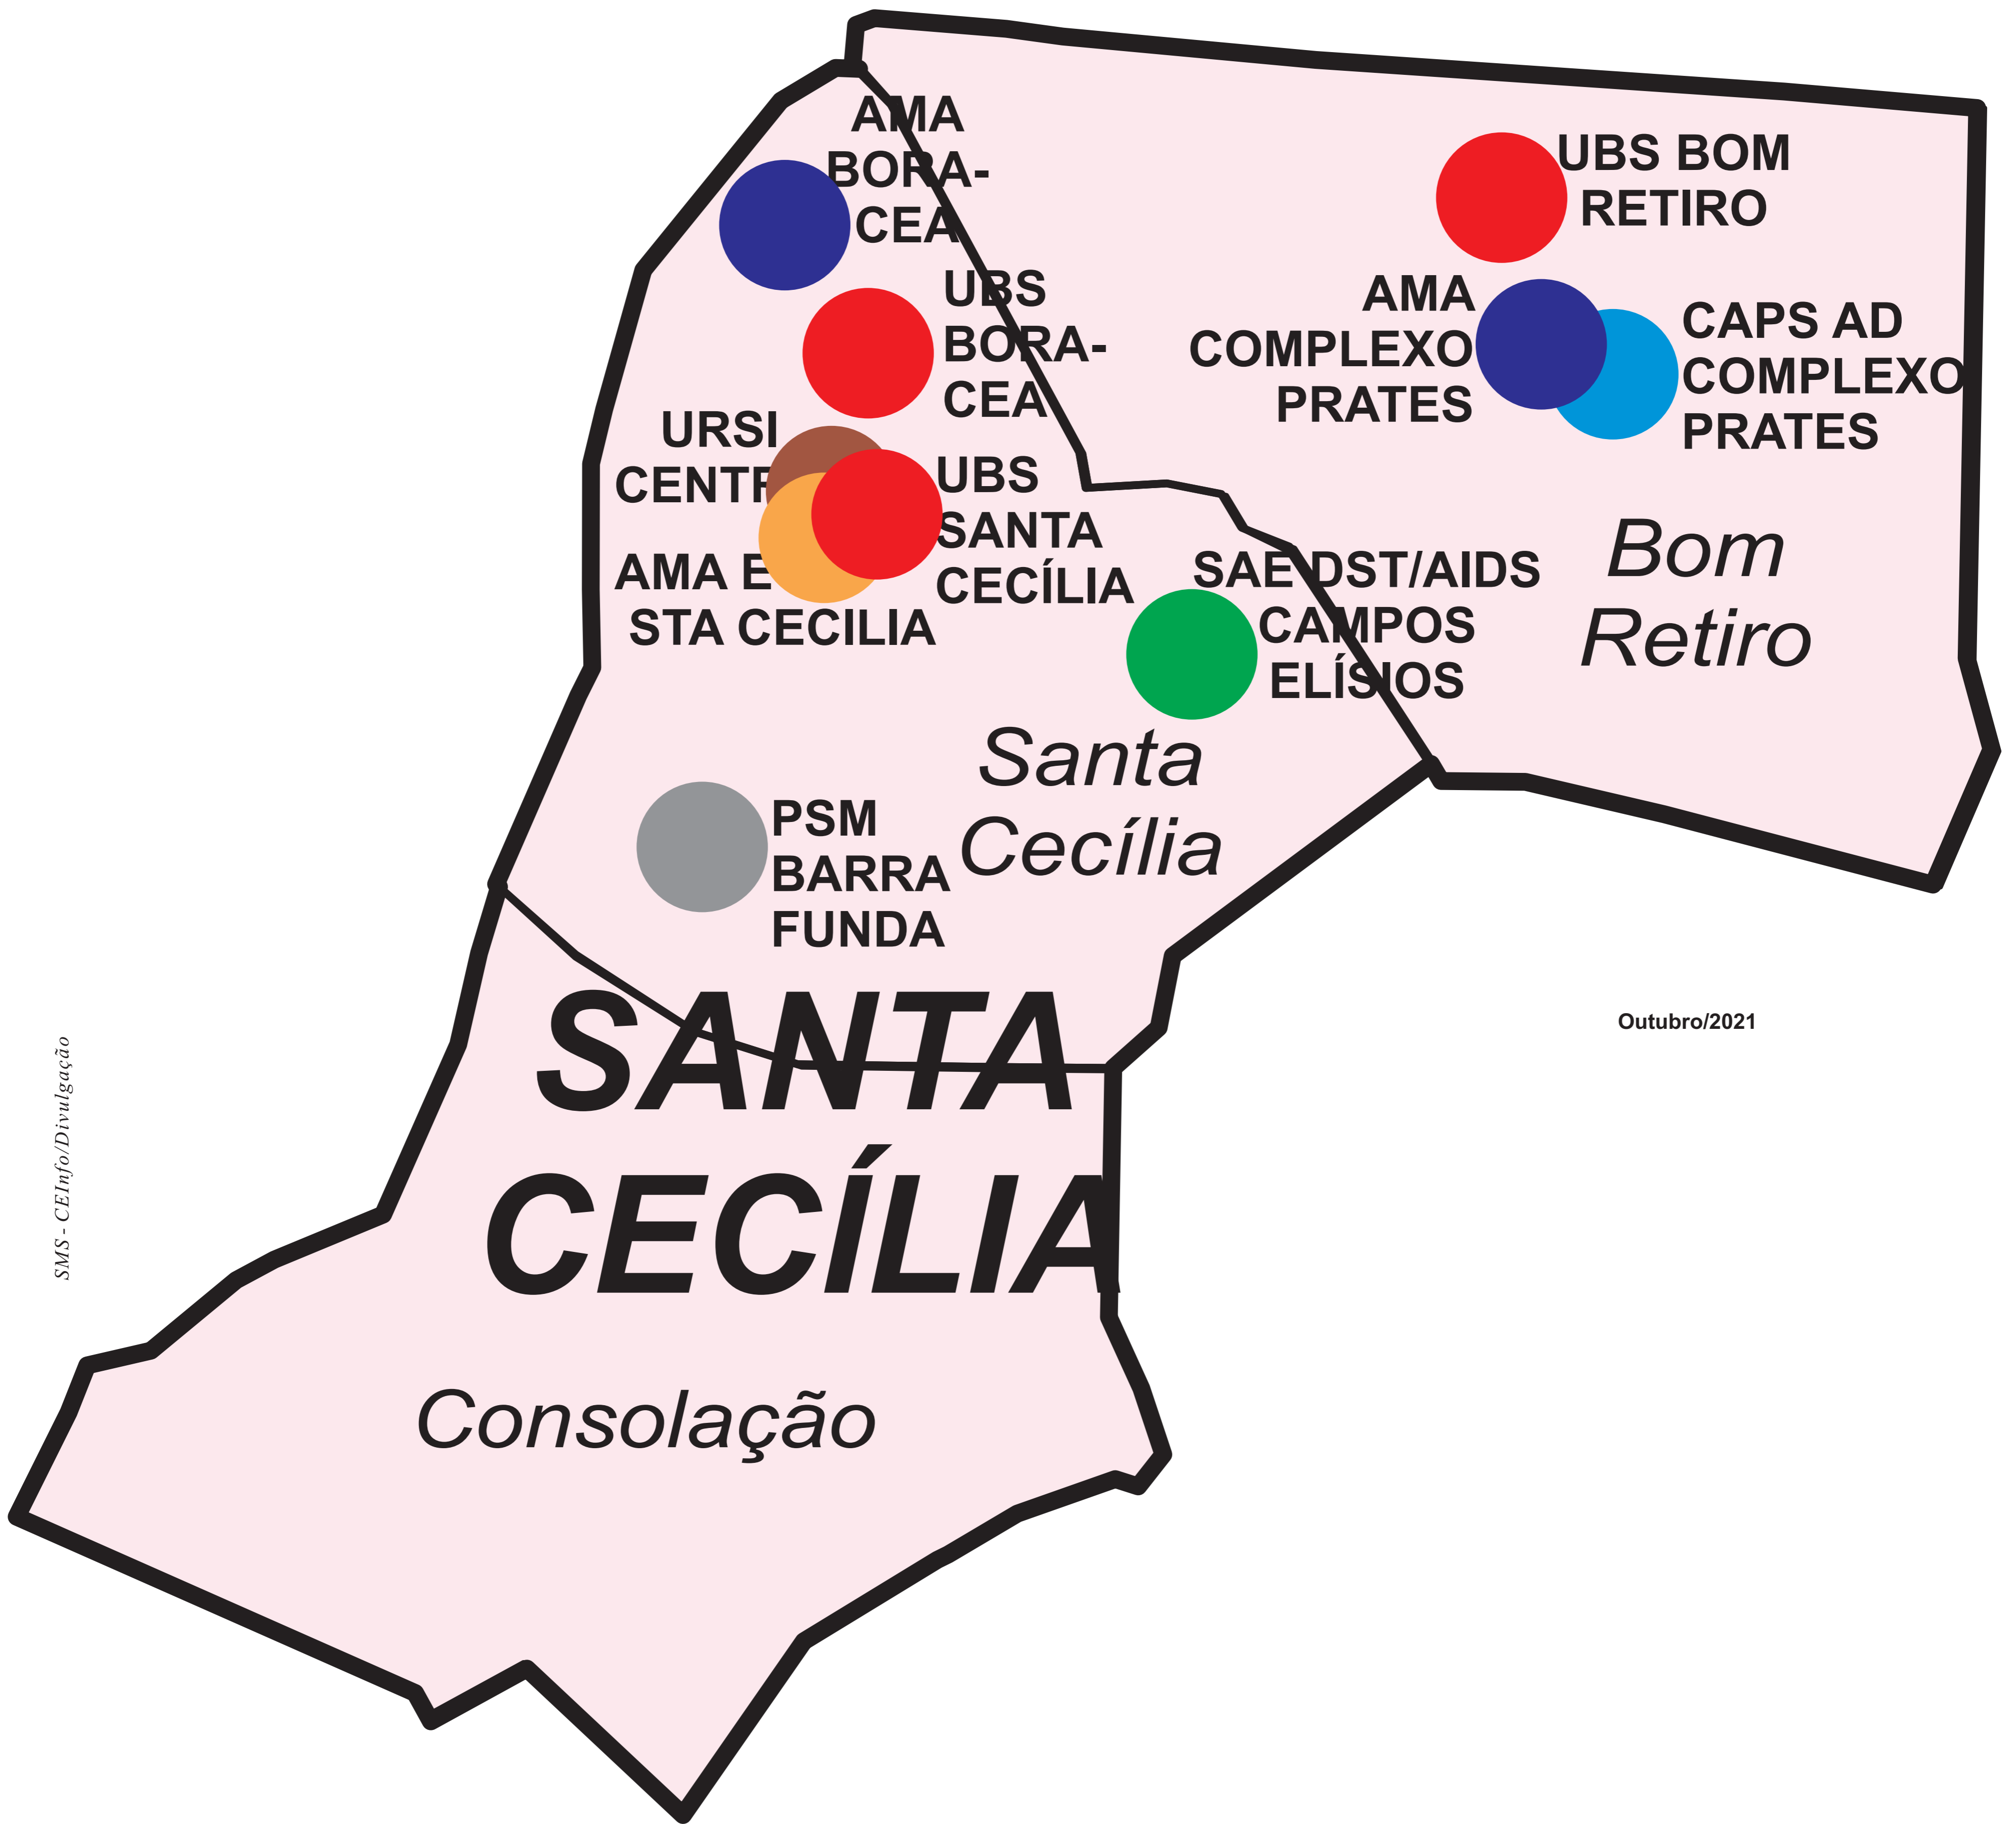 AMA
BORA-
CEA
UBS BOM
RETIRO
UBS
BORA-
CEA
AMA
COMPLEXO
PRATES
CAPS AD
COMPLEXO
PRATES
URSI
UBS
SANTA
CECÍLIA
AMA E
STA CECILIA
SAE DST/AIDS
CAMPOS
ELÍSIOS
Bom
Retiro
Santa
Cecília
PSM
BARRA
FUNDA
SANTA
CECÍLIA
Consolação
Outubro/2021
SMS - CEInfo/Divulgação